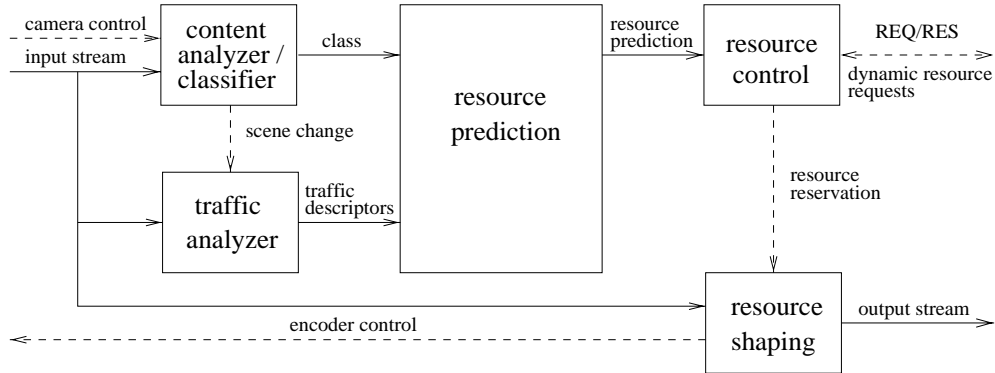 camera control
input stream
content
analyzer /
classifier
class
resource
prediction
resource
prediction
resource
control
REQ/RES
dynamic resource
requests
scene change
traffic
analyzer
traffic
descriptors
resource
reservation
encoder control
resource
shaping
output stream